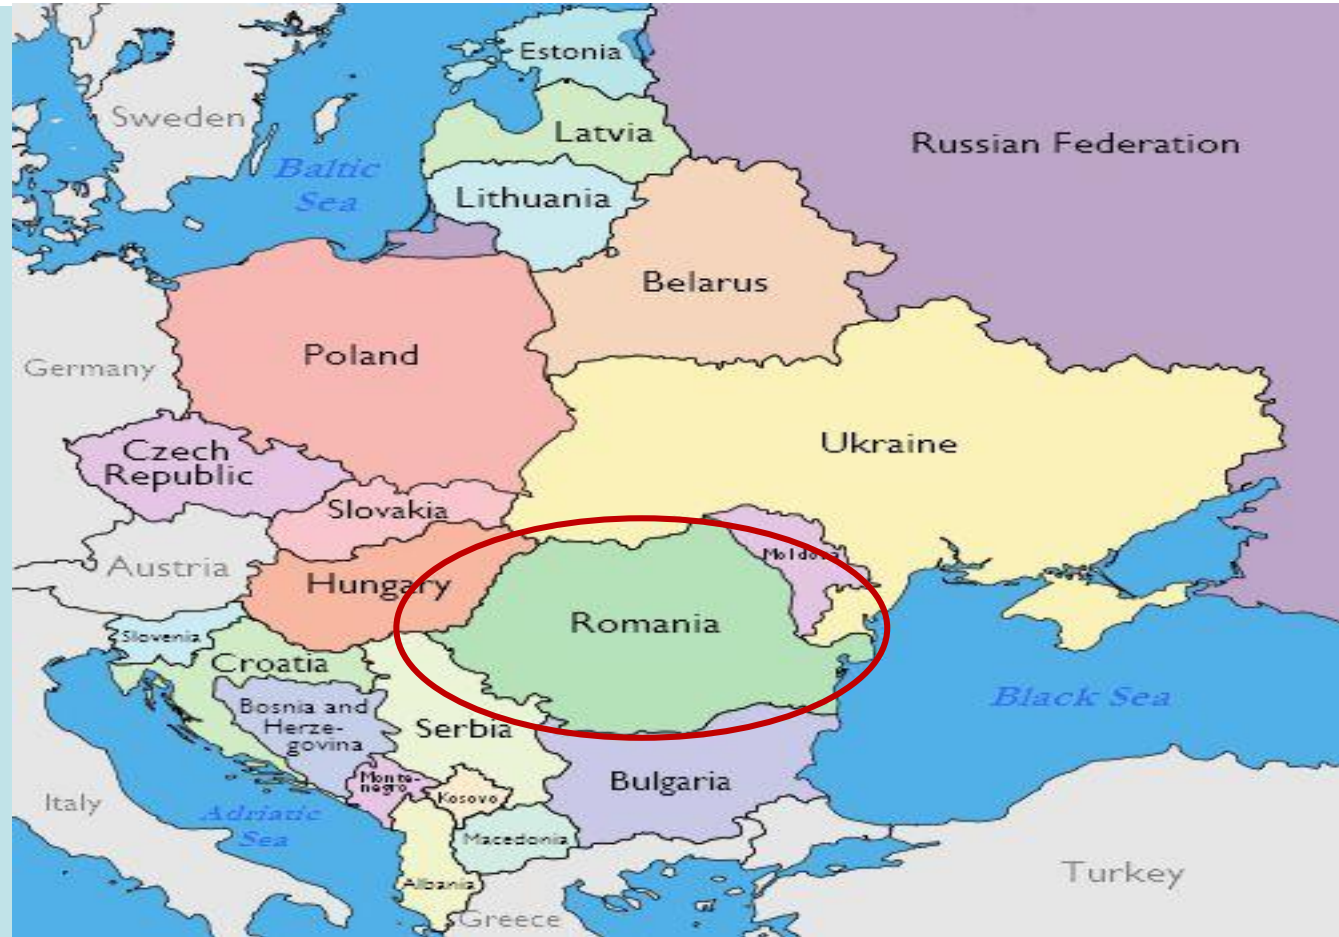 Estonia
Sweden
Latvia
Russian Federation
Baltic
Sea
Lithuania
Belarus
Poland
Germany
Czech
Republic
Ukraine
Slovakia
Moldova
Austria
Hungary
Romania
Slovenia
Croatia
Black Sea
Bosnia and
Herze-
govina
Serbia
Monte-
negro
Kosovo
Bulgaria
Italy
Adriatic
Sea
Macedonia
Turkey
Albania
Greece